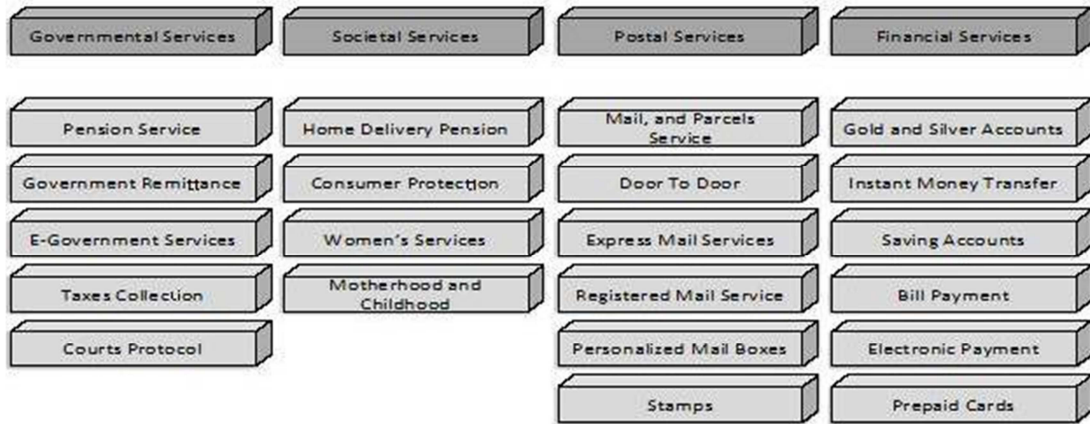 Governmental Services
Societal Services
Postal Services
Financial Services
Pension Service
Home Delivery Pension
Mail, and Parcels
Service
Gold and Silver Accounts
Government Remittance
Consumer Protection
Door To Door
Instant Money Transfer
E-Government Services
Women's Services
Express Mail Services
Saving Accounts
Taxes Collection
Motherhood and
Childhood
Registered Mail Service
Bill Payment
Courts Protocol
Personalized Mail Boxes
Electronic Payment
Stamps
Prepaid Cards